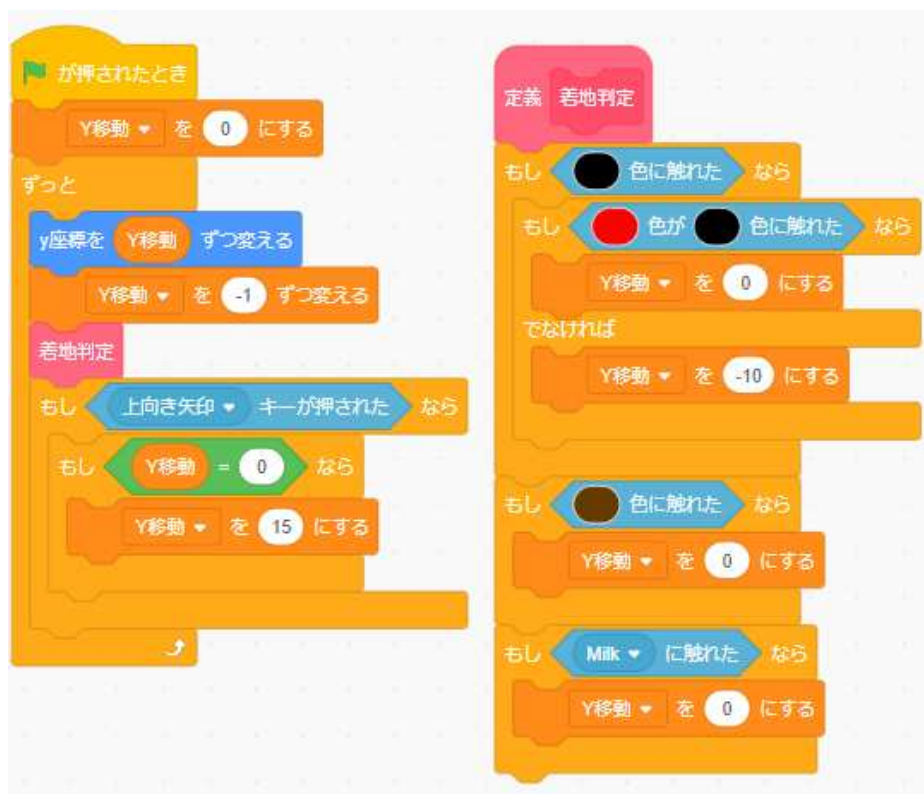 が押されたとき
Y移動 を 0 にする
ずっと
y座標を Y移動 ずつ変える
Y移動 を -1 ずつ変える
着地判定
もし 上向き矢印 キーが押された なら
もし Y移動 = 0 なら
Y移動 を 15 にする
定義 着地判定
もし 色に触れた なら
もし 色が 色に触れた なら
Y移動 を 0 にする
でなければ
Y移動 を -10 にする
もし 色に触れた なら
Y移動 を 0 にする
もし Milk に触れた なら
Y移動 を 0 にする